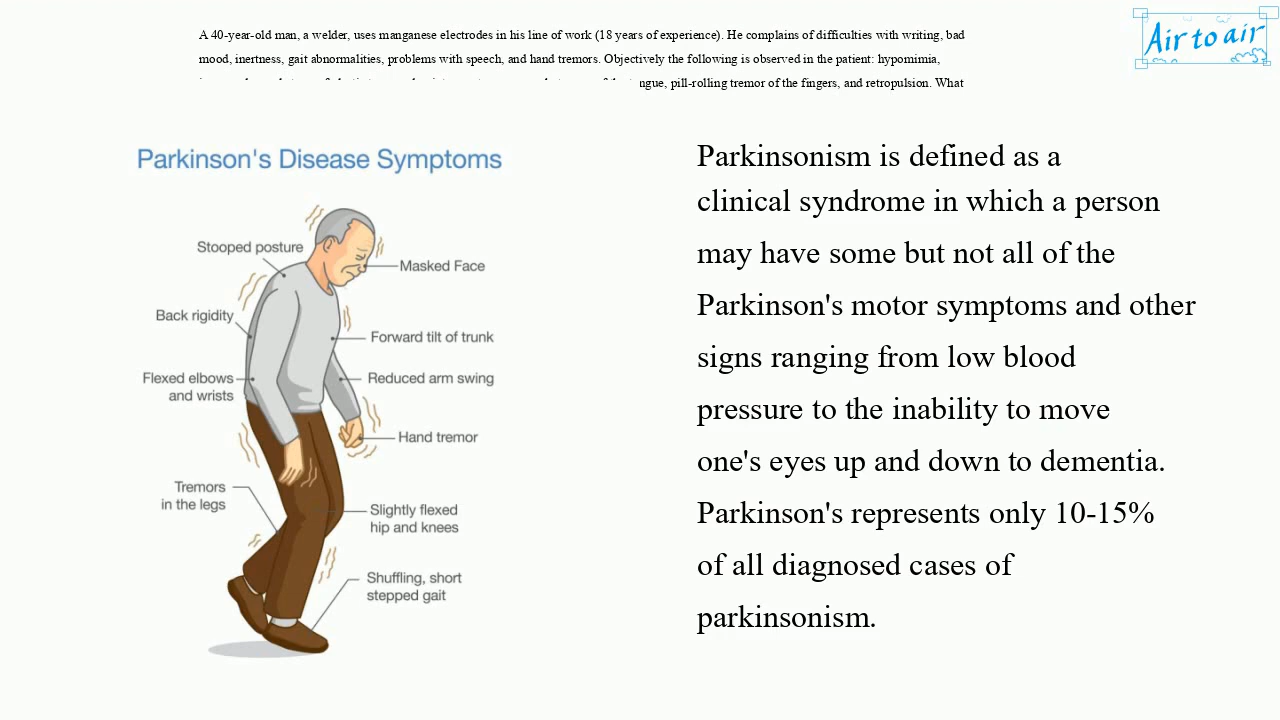 A 40-year-old man, a welder, uses manganese electrodes in his line of work (18 years of experience). He complains of difficulties with writing, bad
mood, inertness, gait abnormalities, problems with speech, and hand tremors. Objectively the following is observed in the patient: hypomimia,
ngue, pill-rolling tremor of the fingers, and retropulsion. What
Air to air
Parkinson's Disease Symptoms
Stooped posture
Masked Face
Back rigidity
Forward tilt of trunk
Flexed elbows
and wrists
Reduced arm swing
Hand tremor
Tremors
in the legs
Slightly flexed
hip and knees
Shuffling, short
stepped gait
Parkinsonism is defined as a
clinical syndrome in which a person
may have some but not all of the
Parkinson's motor symptoms and other
signs ranging from low blood
pressure to the inability to move
one's eyes up and down to dementia.
Parkinson's represents only 10-15%
of all diagnosed cases of
parkinsonism.